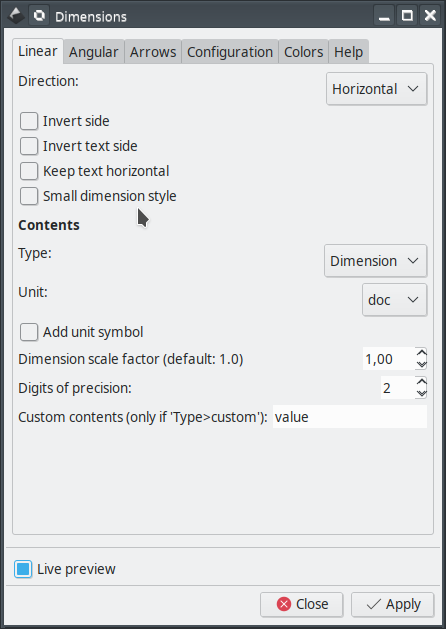 Dimensions
Linear Angular Arrows Configuration Colors Help
Direction: Horizontal
Invert side
Invert text side
Keep text horizontal
Small dimension style
Contents
Type: Dimension
Unit: doc
Add unit symbol
Dimension scale factor (default: 1.0) 1,00
Digits of precision: 2
Custom contents (only if 'Type>custom'): value
Live preview
Close Apply